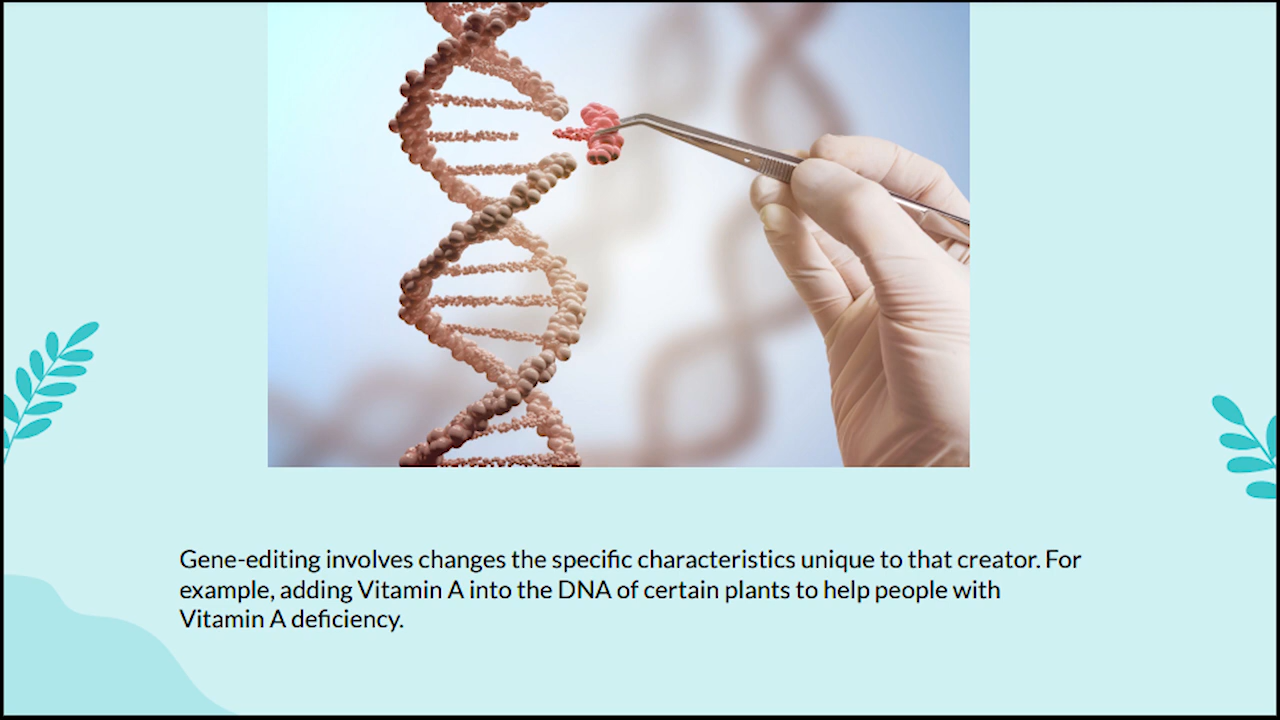 Gene-editing involves changes the specific characteristics unique to that creator. For
example, adding Vitamin A into the DNA of certain plants to help people with
Vitamin A deficiency.